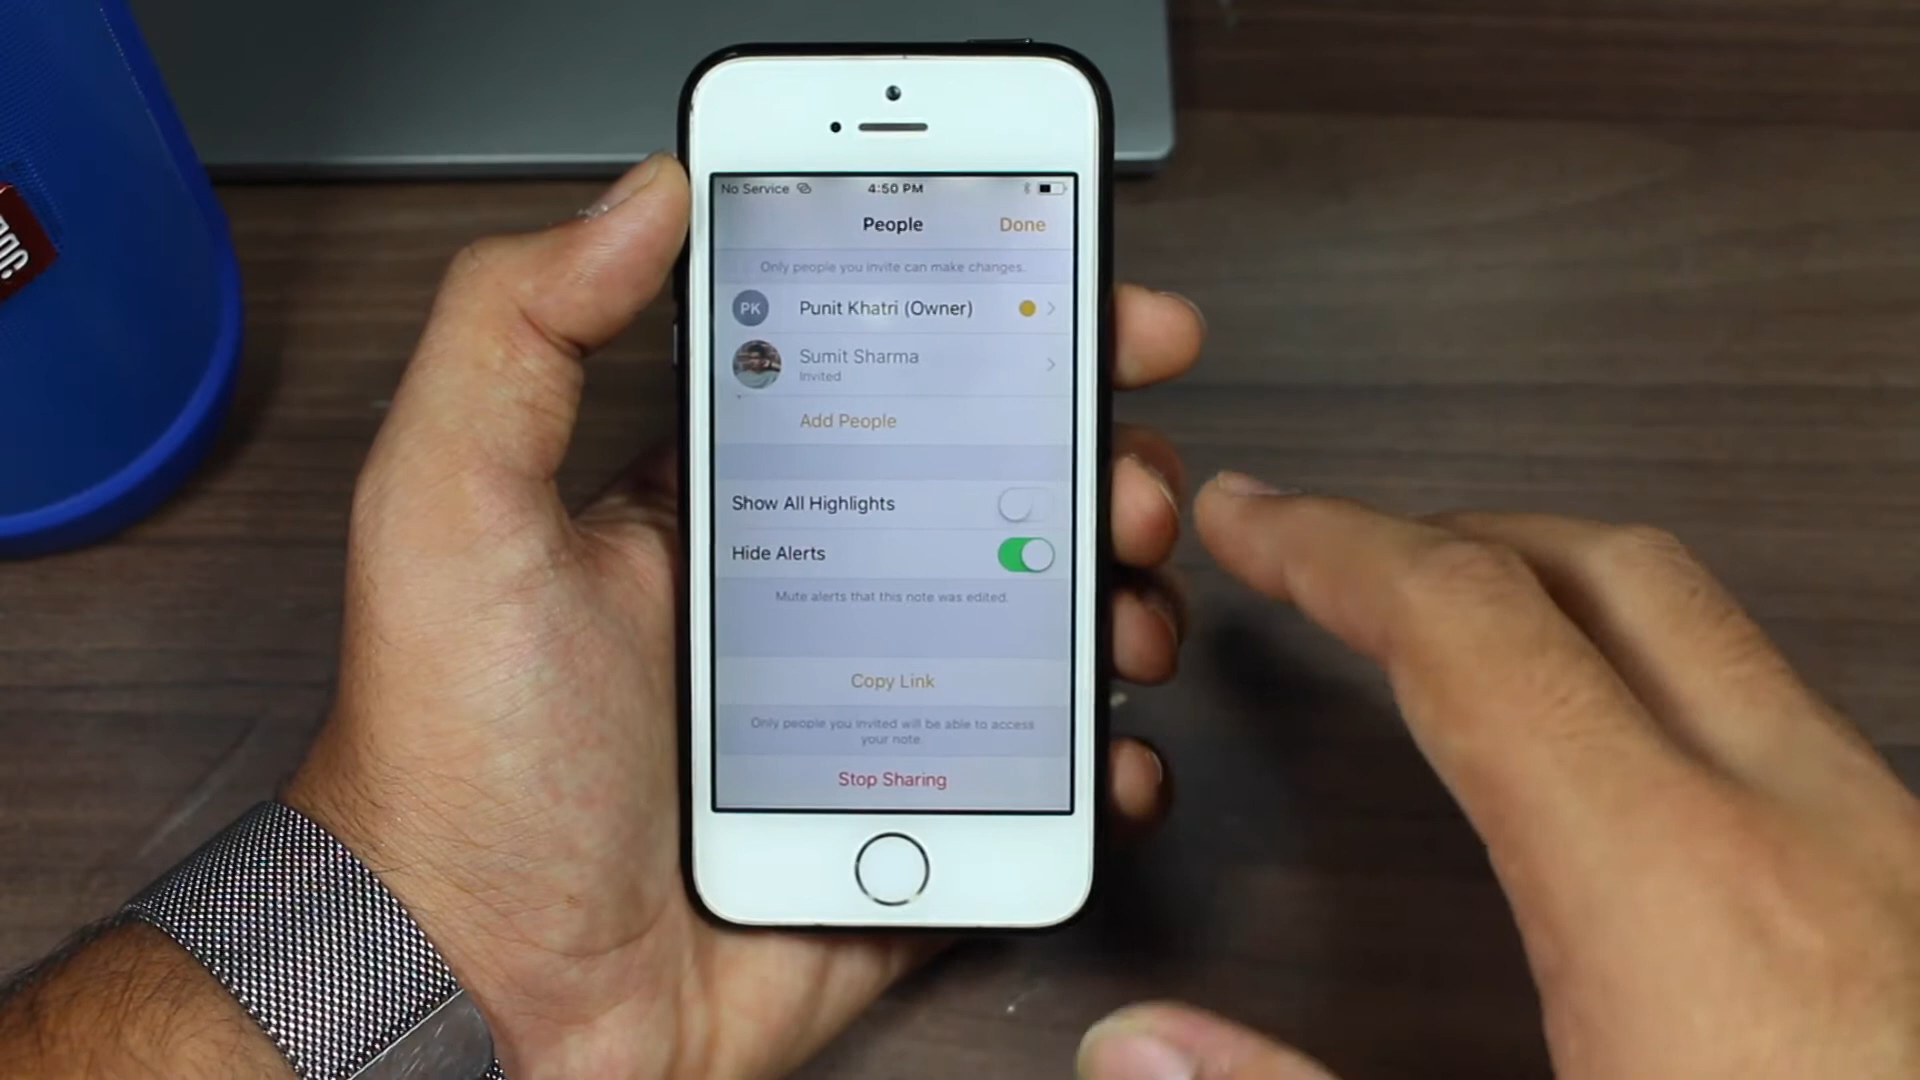 No Service
4:50 PM
People
Done
Only people you invite can make changes.
PK
Punit Khatri (Owner)
Sumit Sharma
Invited
Add People
Show All Highlights
Hide Alerts
Mute alerts that this note was edited.
Copy Link
Only people you invited will be able to access
your note.
Stop Sharing